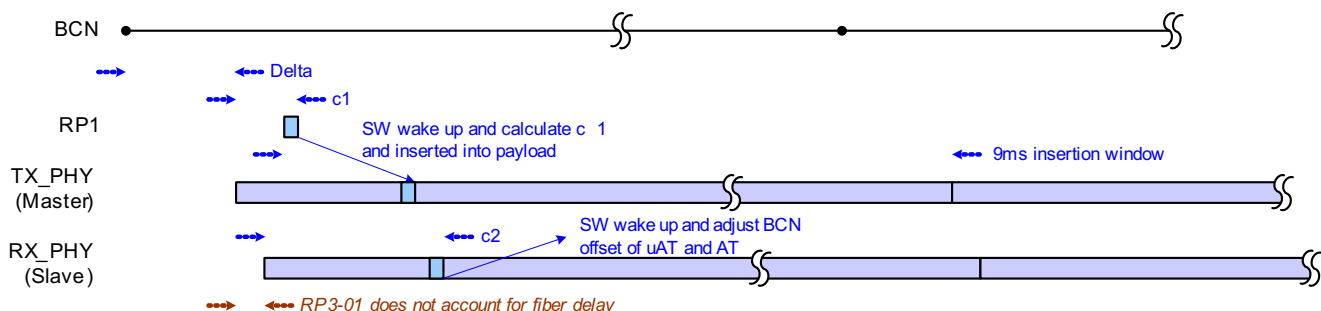 BCN
Delta
c1
RP1
SW wake up and calculate c 1
and inserted into payload
9ms insertion window
TX_PHY
(Master)
SW wake up and adjust BCN
offset of uAT and AT
c2
RX_PHY
(Slave)
RP3-01 does not account for fiber delay